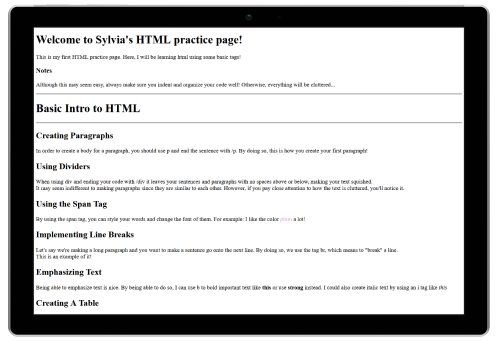 Welcome to Sylvia's HTML practice page!
This is my first HTML practice page. Here, I will be learning html using some basic tags!
Notes
Although this may seem easy, always make sure you indent and organize your code well! Otherwise, everything will be cluttered...
Basic Intro to HTML
Creating Paragraphs
In order to create a body for a paragraph, you should use p and end the sentence with /p. By doing so, this is how you create your first paragraph!
Using Dividers
When using div and ending your code with /div it leaves your sentences and paragraphs with no spaces above or below, making your text squished.
It may seem indifferent to making paragraphs since they are similar to each other. However, if you pay close attention to how the text is cluttered, you'll notice it.
Using the Span Tag
By using the span tag, you can style your words and change the font of them. For example: I like the color plum a lot!
Implementing Line Breaks
Let's say we're making a long paragraph and you want to make a sentence go onto the next line. By doing so, we use the tag br, which means to "break" a line.
This is an example of it!
Emphasizing Text
Being able to emphasize text is nice. By being able to do so, I can use b to bold important text like this or use strong instead. I could also create italic text by using an i tag like this
Creating A Table